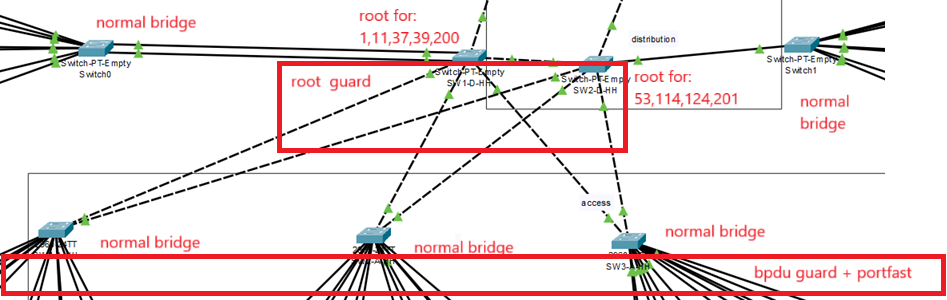 normal bridge
root for:
1,11,37,39,200
distribution
Switch-PT-Empty
Switch0
Switch-PT-Empty
SW1-D-HH
Switch-PT-Empty
SW2-D-HH
Switch-PT-Empty
Switch1
root guard
root for:
53,114,124,201
normal
bridge
access
normal bridge
normal bridge
normal bridge
bpdu guard + portfast